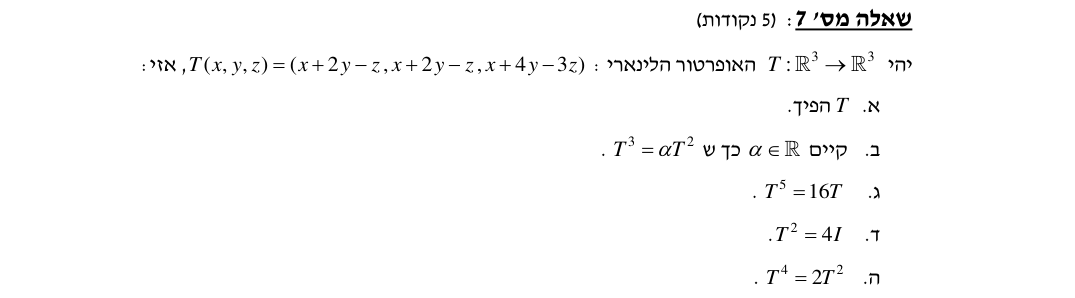 שאלה מס' 7: (5 נקודות)
יהי T : ℝ³ → ℝ³ האופרטור הלינארי : T(x, y, z) = (x + 2y − z, x + 2y − z, x + 4y − 3z), אזי:
א. T הפיך.
ב. קיים α ∈ ℝ כך ש T³ = αT² .
ג. T⁵ = 16T .
ד. T² = 4I.
ה. T⁴ = 2T² .